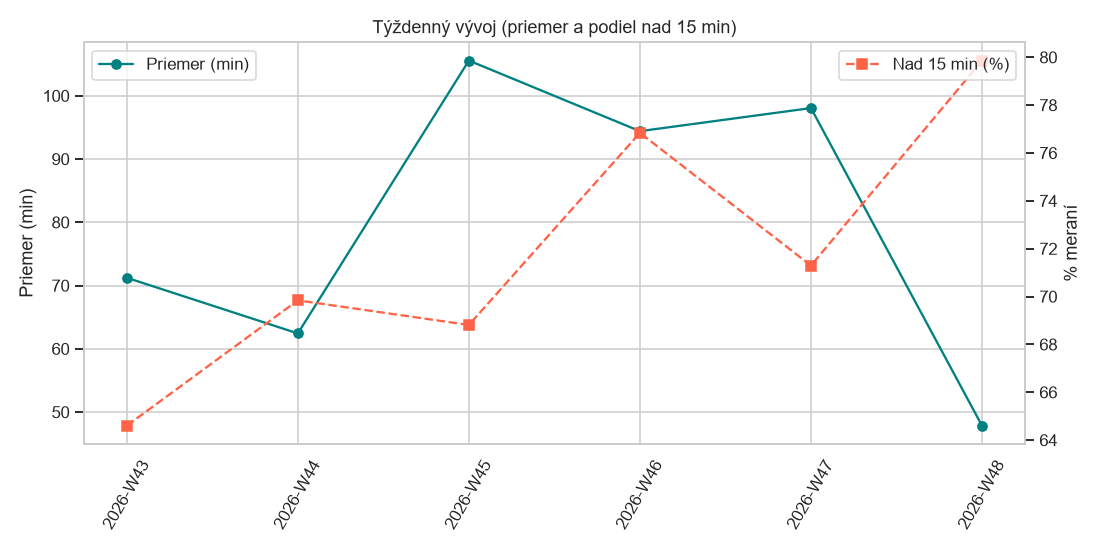 Týždenný vývoj (priemer a podiel nad 15 min)
Priemer (min)
Nad 15 min (%)
Priemer (min)
100
90
80
70
60
50
80
78
76
74
72
70
68
66
64
% meraní
2026-W43
2026-W44
2026-W45
2026-W46
2026-W47
2026-W48